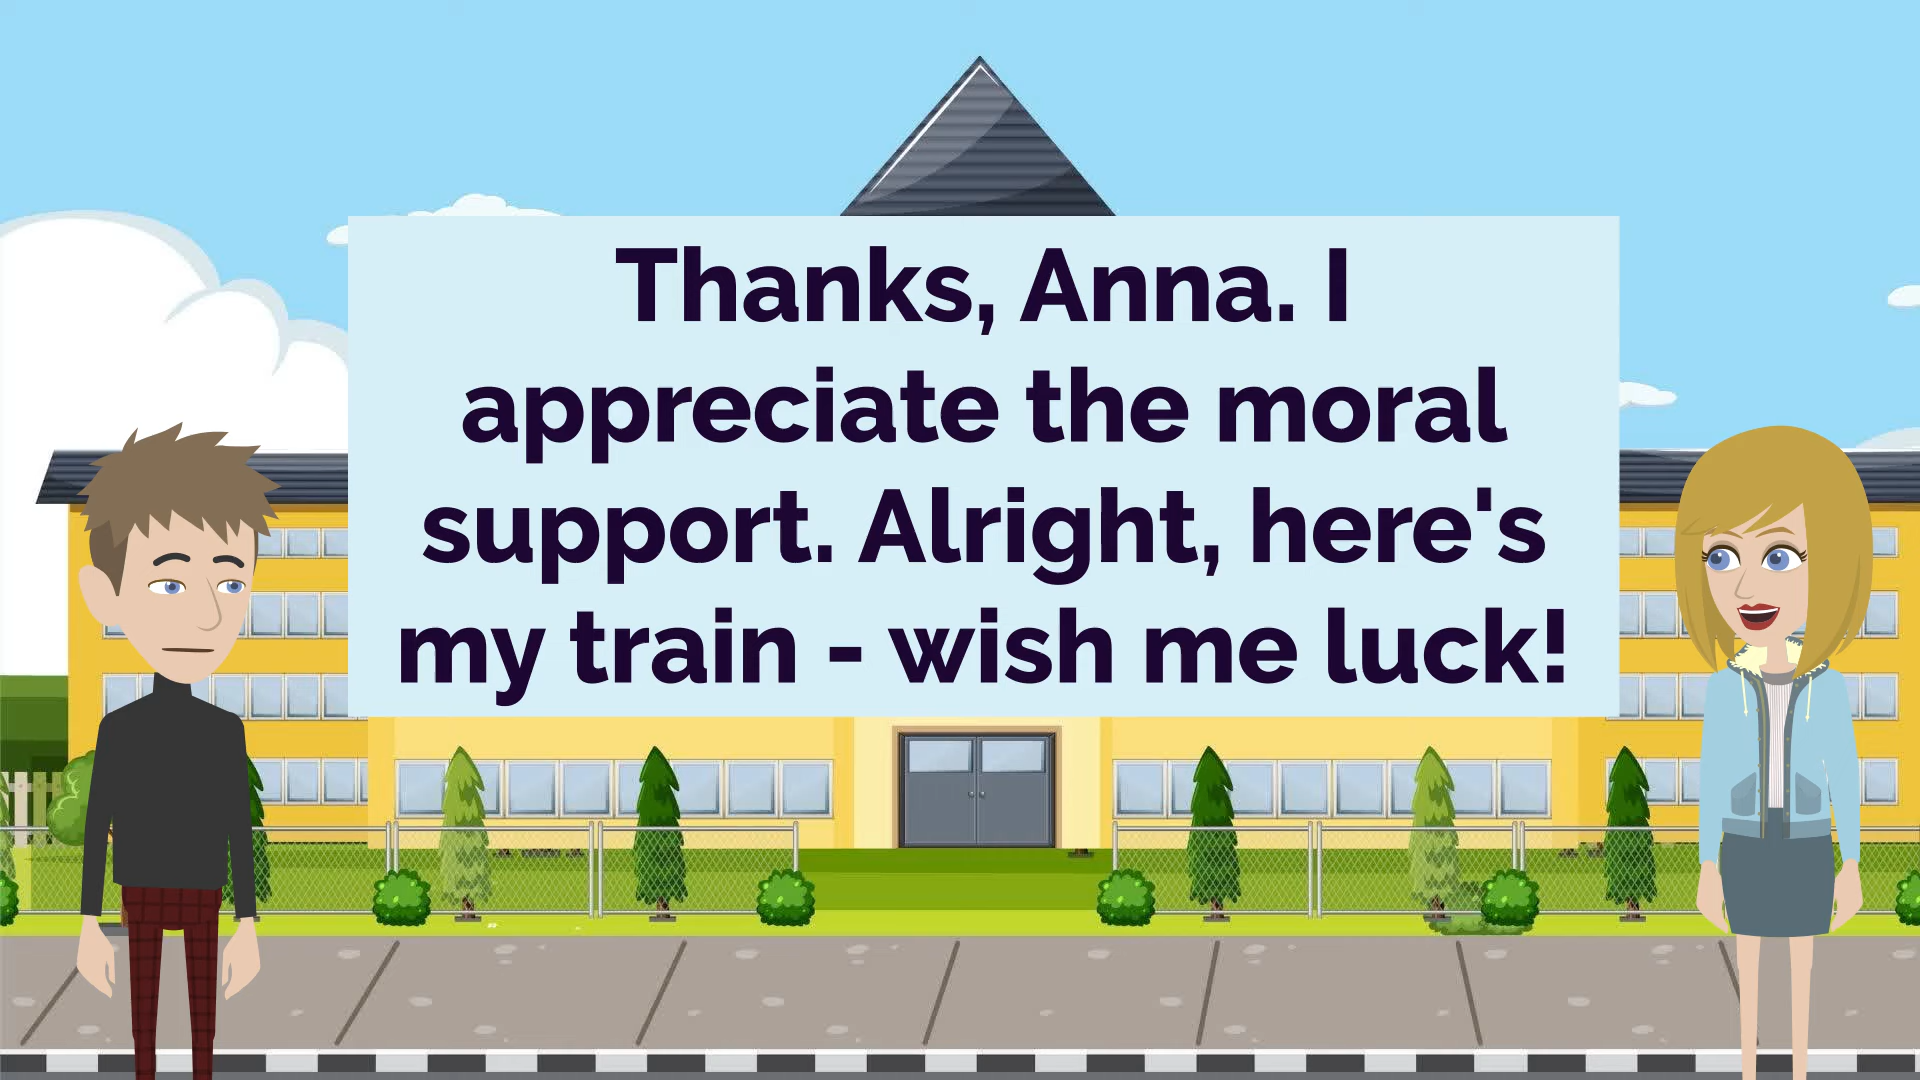 Thanks, Anna. I
appreciate the moral
support. Alright, here's
my train - wish me luck!